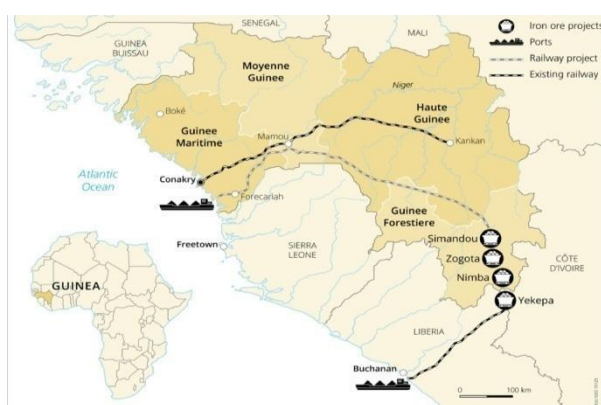 SENEGAL
MALI
GUINEA
BISSAU
Iron ore projects
Ports
Railway project
Existing railway
Moyenne
Guinee
Niger
Haute
Guinee
Boké
Guinee
Maritime
Mamou
Kankan
Atlantic
Ocean
Conakry
Forecariah
Guinee
Forestiere
Freetown
SIERRA
LEONE
Simandou
Zogota
Nimba
Yekepa
CÔTE
D'IVOIRE
GUINEA
LIBERIA
Buchanan
0
100 km